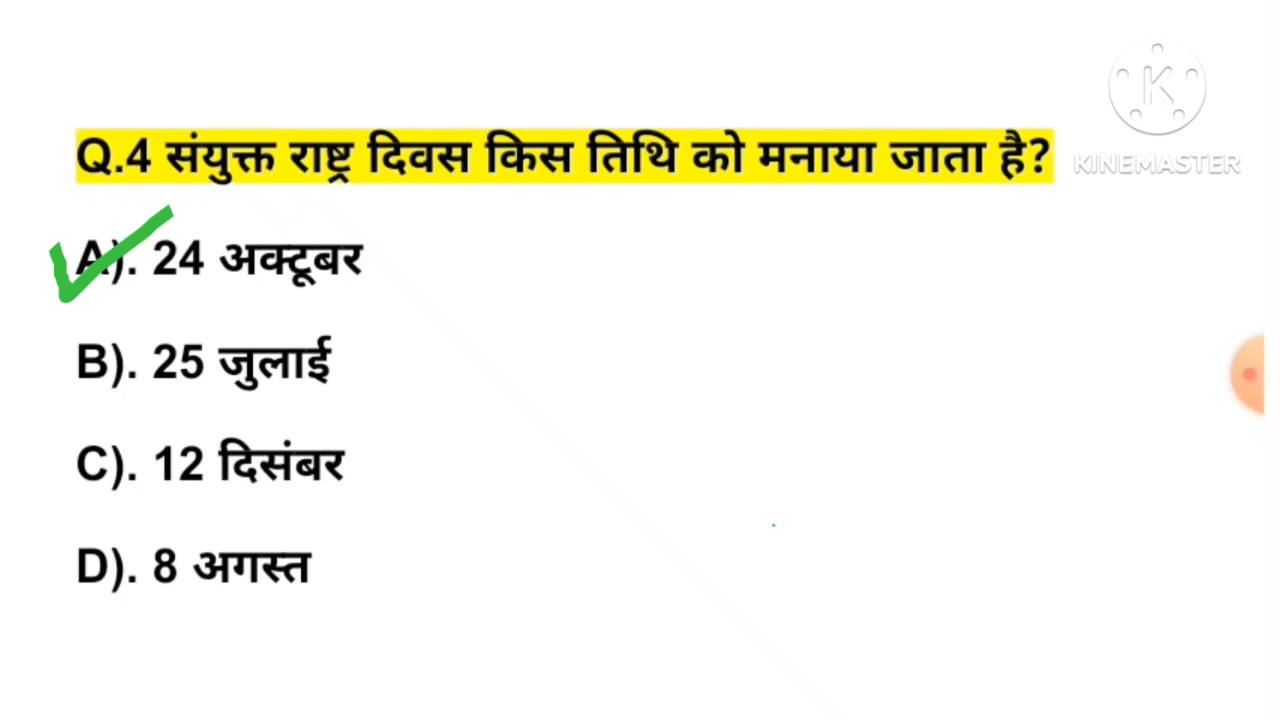 Q.4 संयुक्त राष्ट्र दिवस किस तिथि को मनाया जाता है?
K
KINEMASTER
A). 24 अक्टूबर
B). 25 जुलाई
C). 12 दिसंबर
D). 8 अगस्त